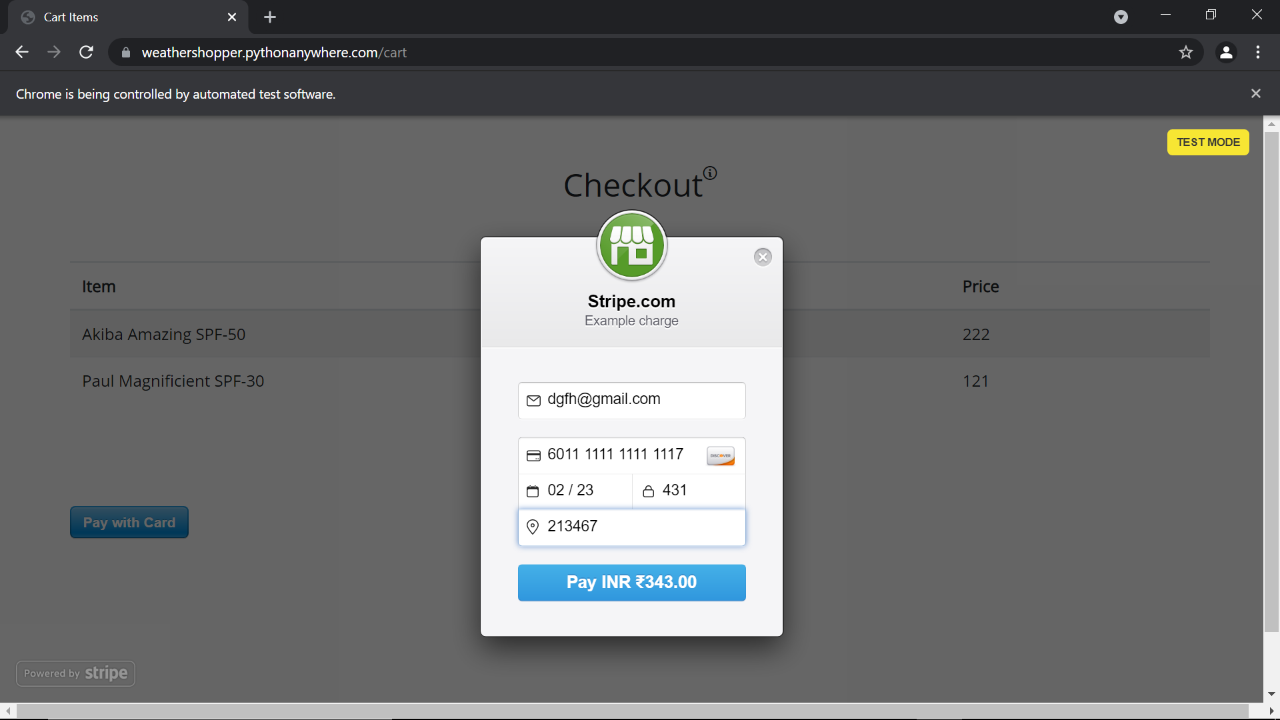 Cart Items
weathershopper.pythonanywhere.com/cart
Chrome is being controlled by automated test software.
TEST MODE
Checkout
Stripe.com
Example charge
Item Price
Akiba Amazing SPF-50 222
Paul Magnificient SPF-30 121
dgfh@gmail.com
6011 1111 1111 1117 DISCOVER
02 / 23 431
213467
Pay with Card
Pay INR ₹343.00
Powered by stripe